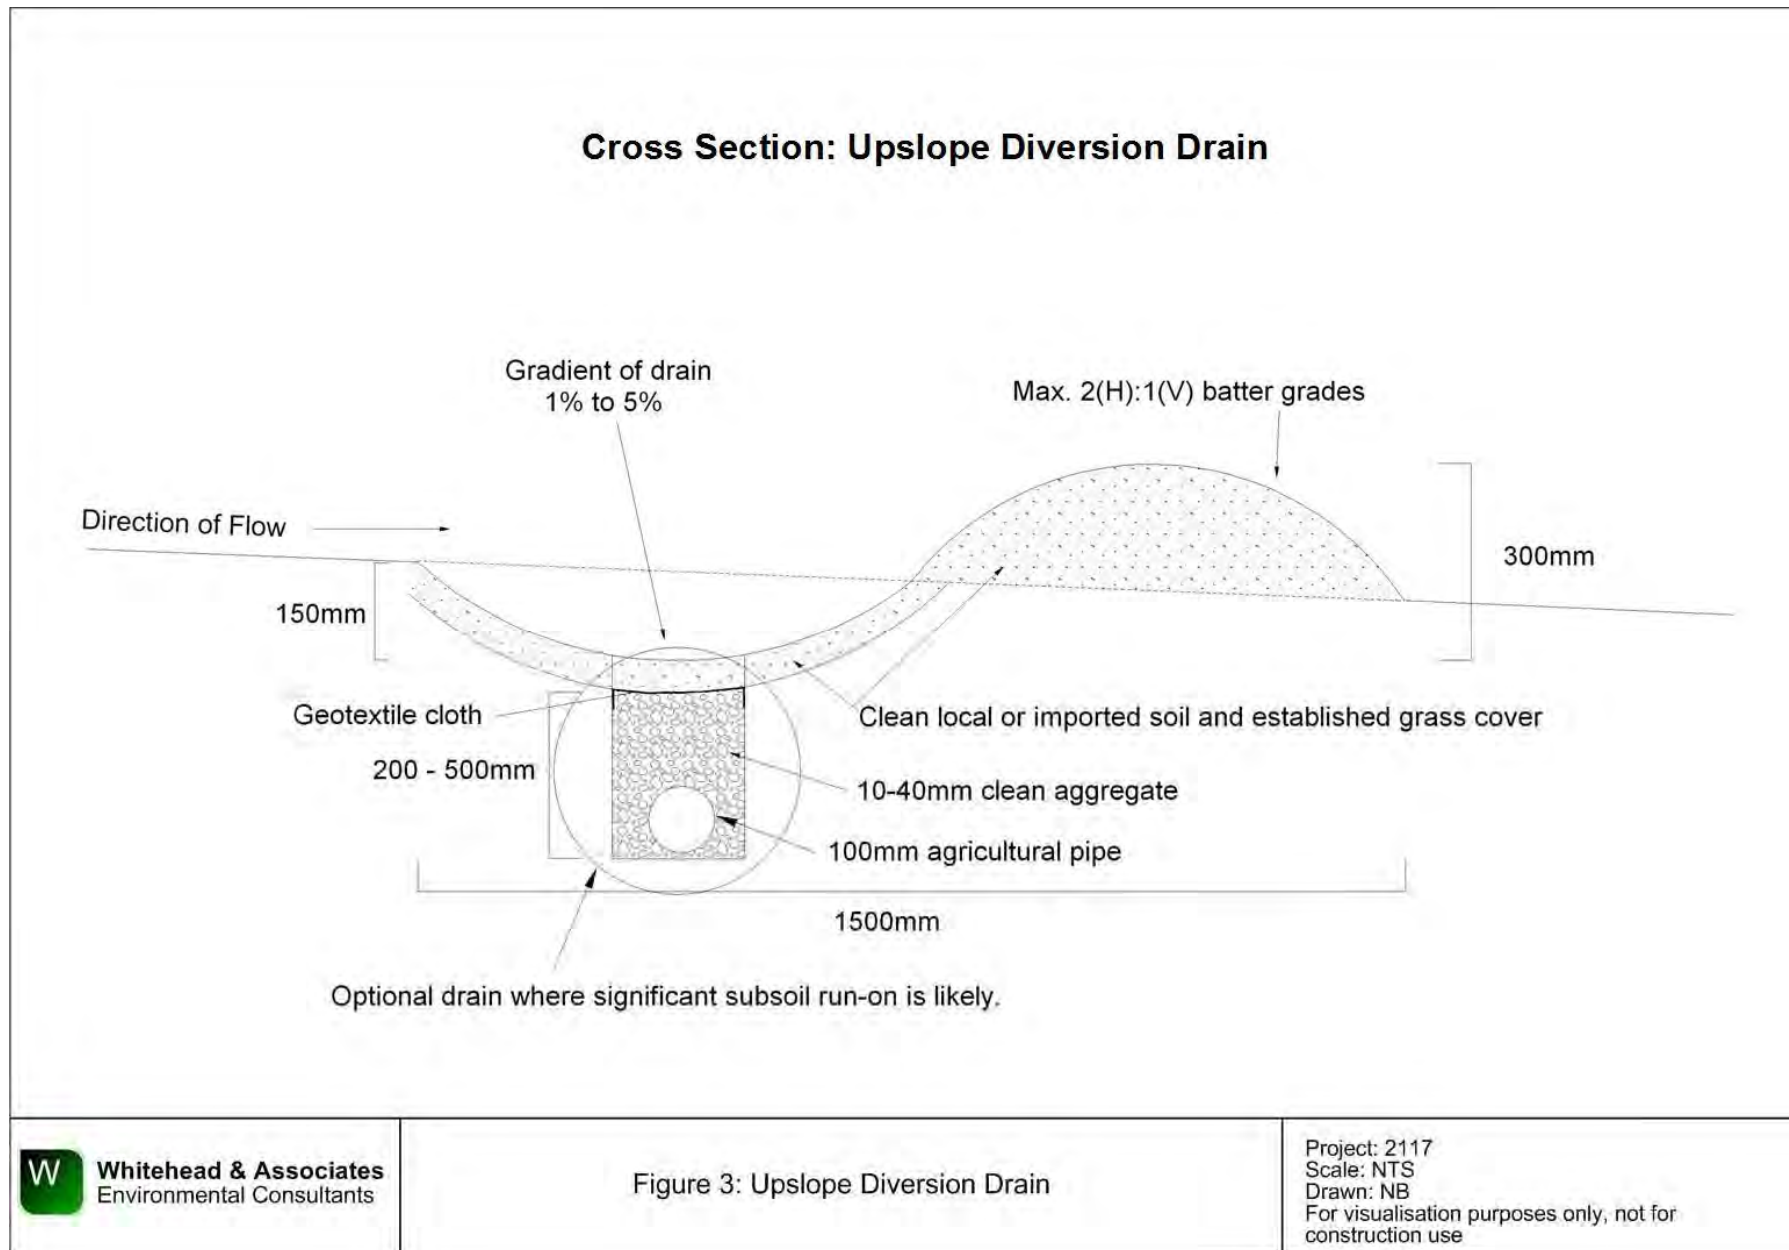 Cross Section: Upslope Diversion Drain
Gradient of drain
1% to 5%
Max. 2(H):1(V) batter grades
Direction of Flow
300mm
150mm
Geotextile cloth
Clean local or imported soil and established grass cover
200 - 500mm
10-40mm clean aggregate
100mm agricultural pipe
1500mm
Optional drain where significant subsoil run-on is likely.
W
Whitehead & Associates
Environmental Consultants
Figure 3: Upslope Diversion Drain
Project: 2117
Scale: NTS
Drawn: NB
For visualisation purposes only, not for
construction use